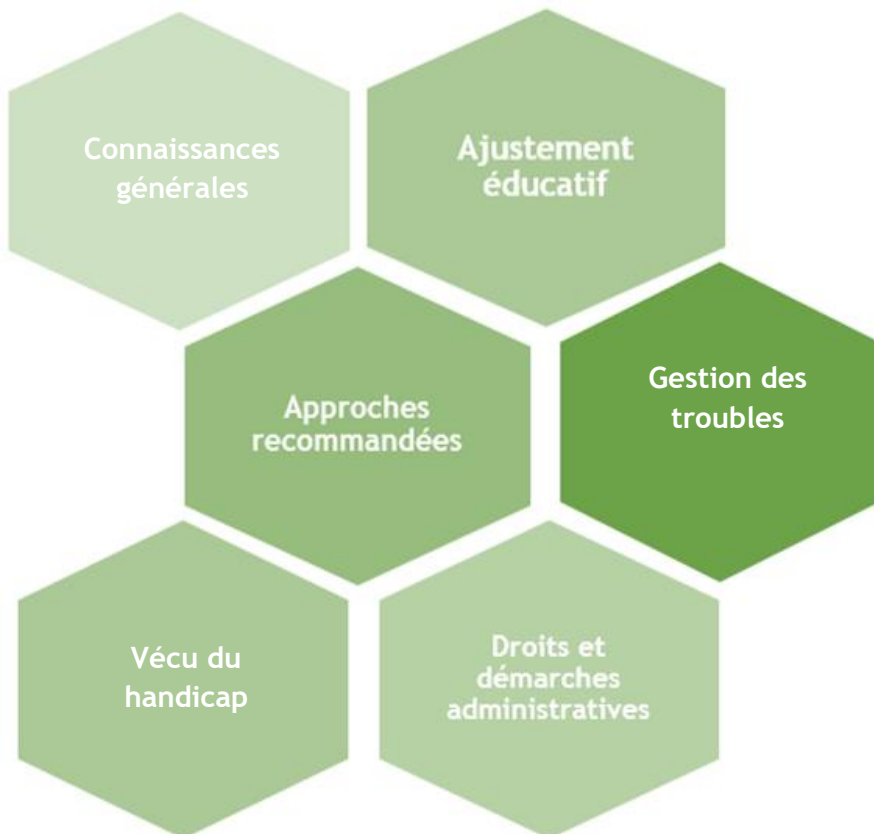 Connaissances
générales
Ajustement
éducatif
Approches
recommandées
Gestion des
troubles
Vécu du
handicap
Droits et
démarches
administratives